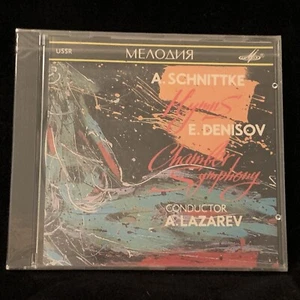 USSR
МЕЛОДИЯ
A. SCHNITTKE
Hymns
E. DENISOV
Chamber
symphony
CONDUCTOR
A. LAZAREV